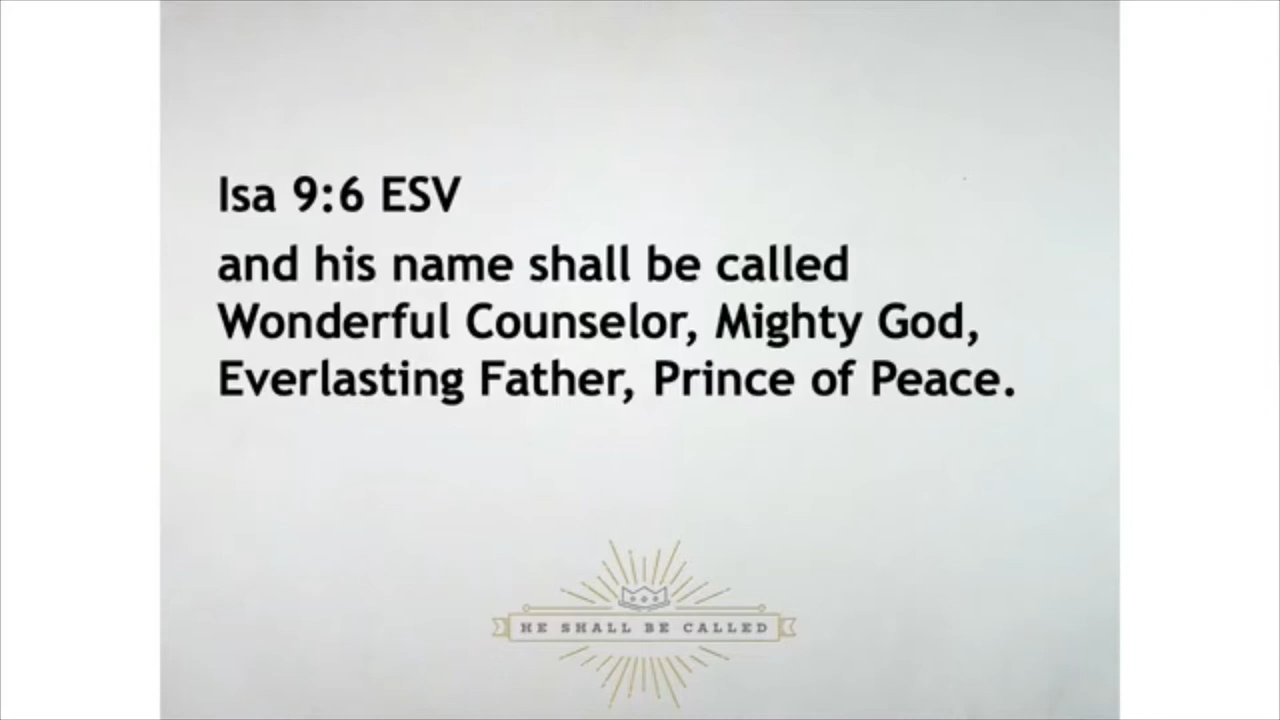 Isa 9:6 ESV
and his name shall be called
Wonderful Counselor, Mighty God,
Everlasting Father, Prince of Peace.
HE SHALL BE CALLED